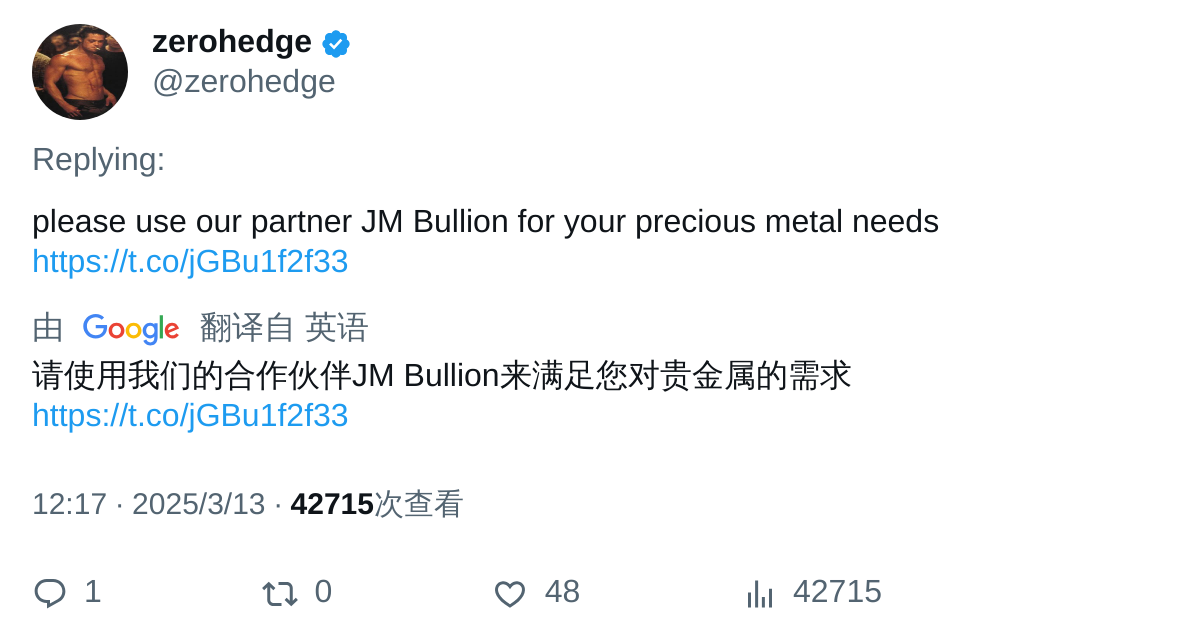 zerohedge
@zerohedge
Replying:
please use our partner JM Bullion for your precious metal needs
https://t.co/jGBu1f2f33
由 Google 翻译自 英语
请使用我们的合作伙伴JM Bullion来满足您对贵金属的需求
https://t.co/jGBu1f2f33
12:17 · 2025/3/13 · 42715次查看
1 0 48 42715